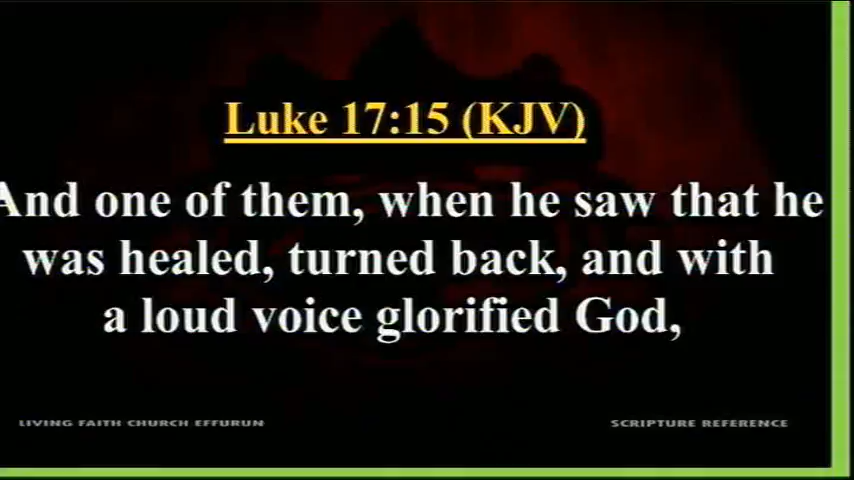 Luke 17:15 (KJV)
And one of them, when he saw that he
was healed, turned back, and with
a loud voice glorified God,
LIVING FAITH CHURCH EFFURUN
SCRIPTURE REFERENCE